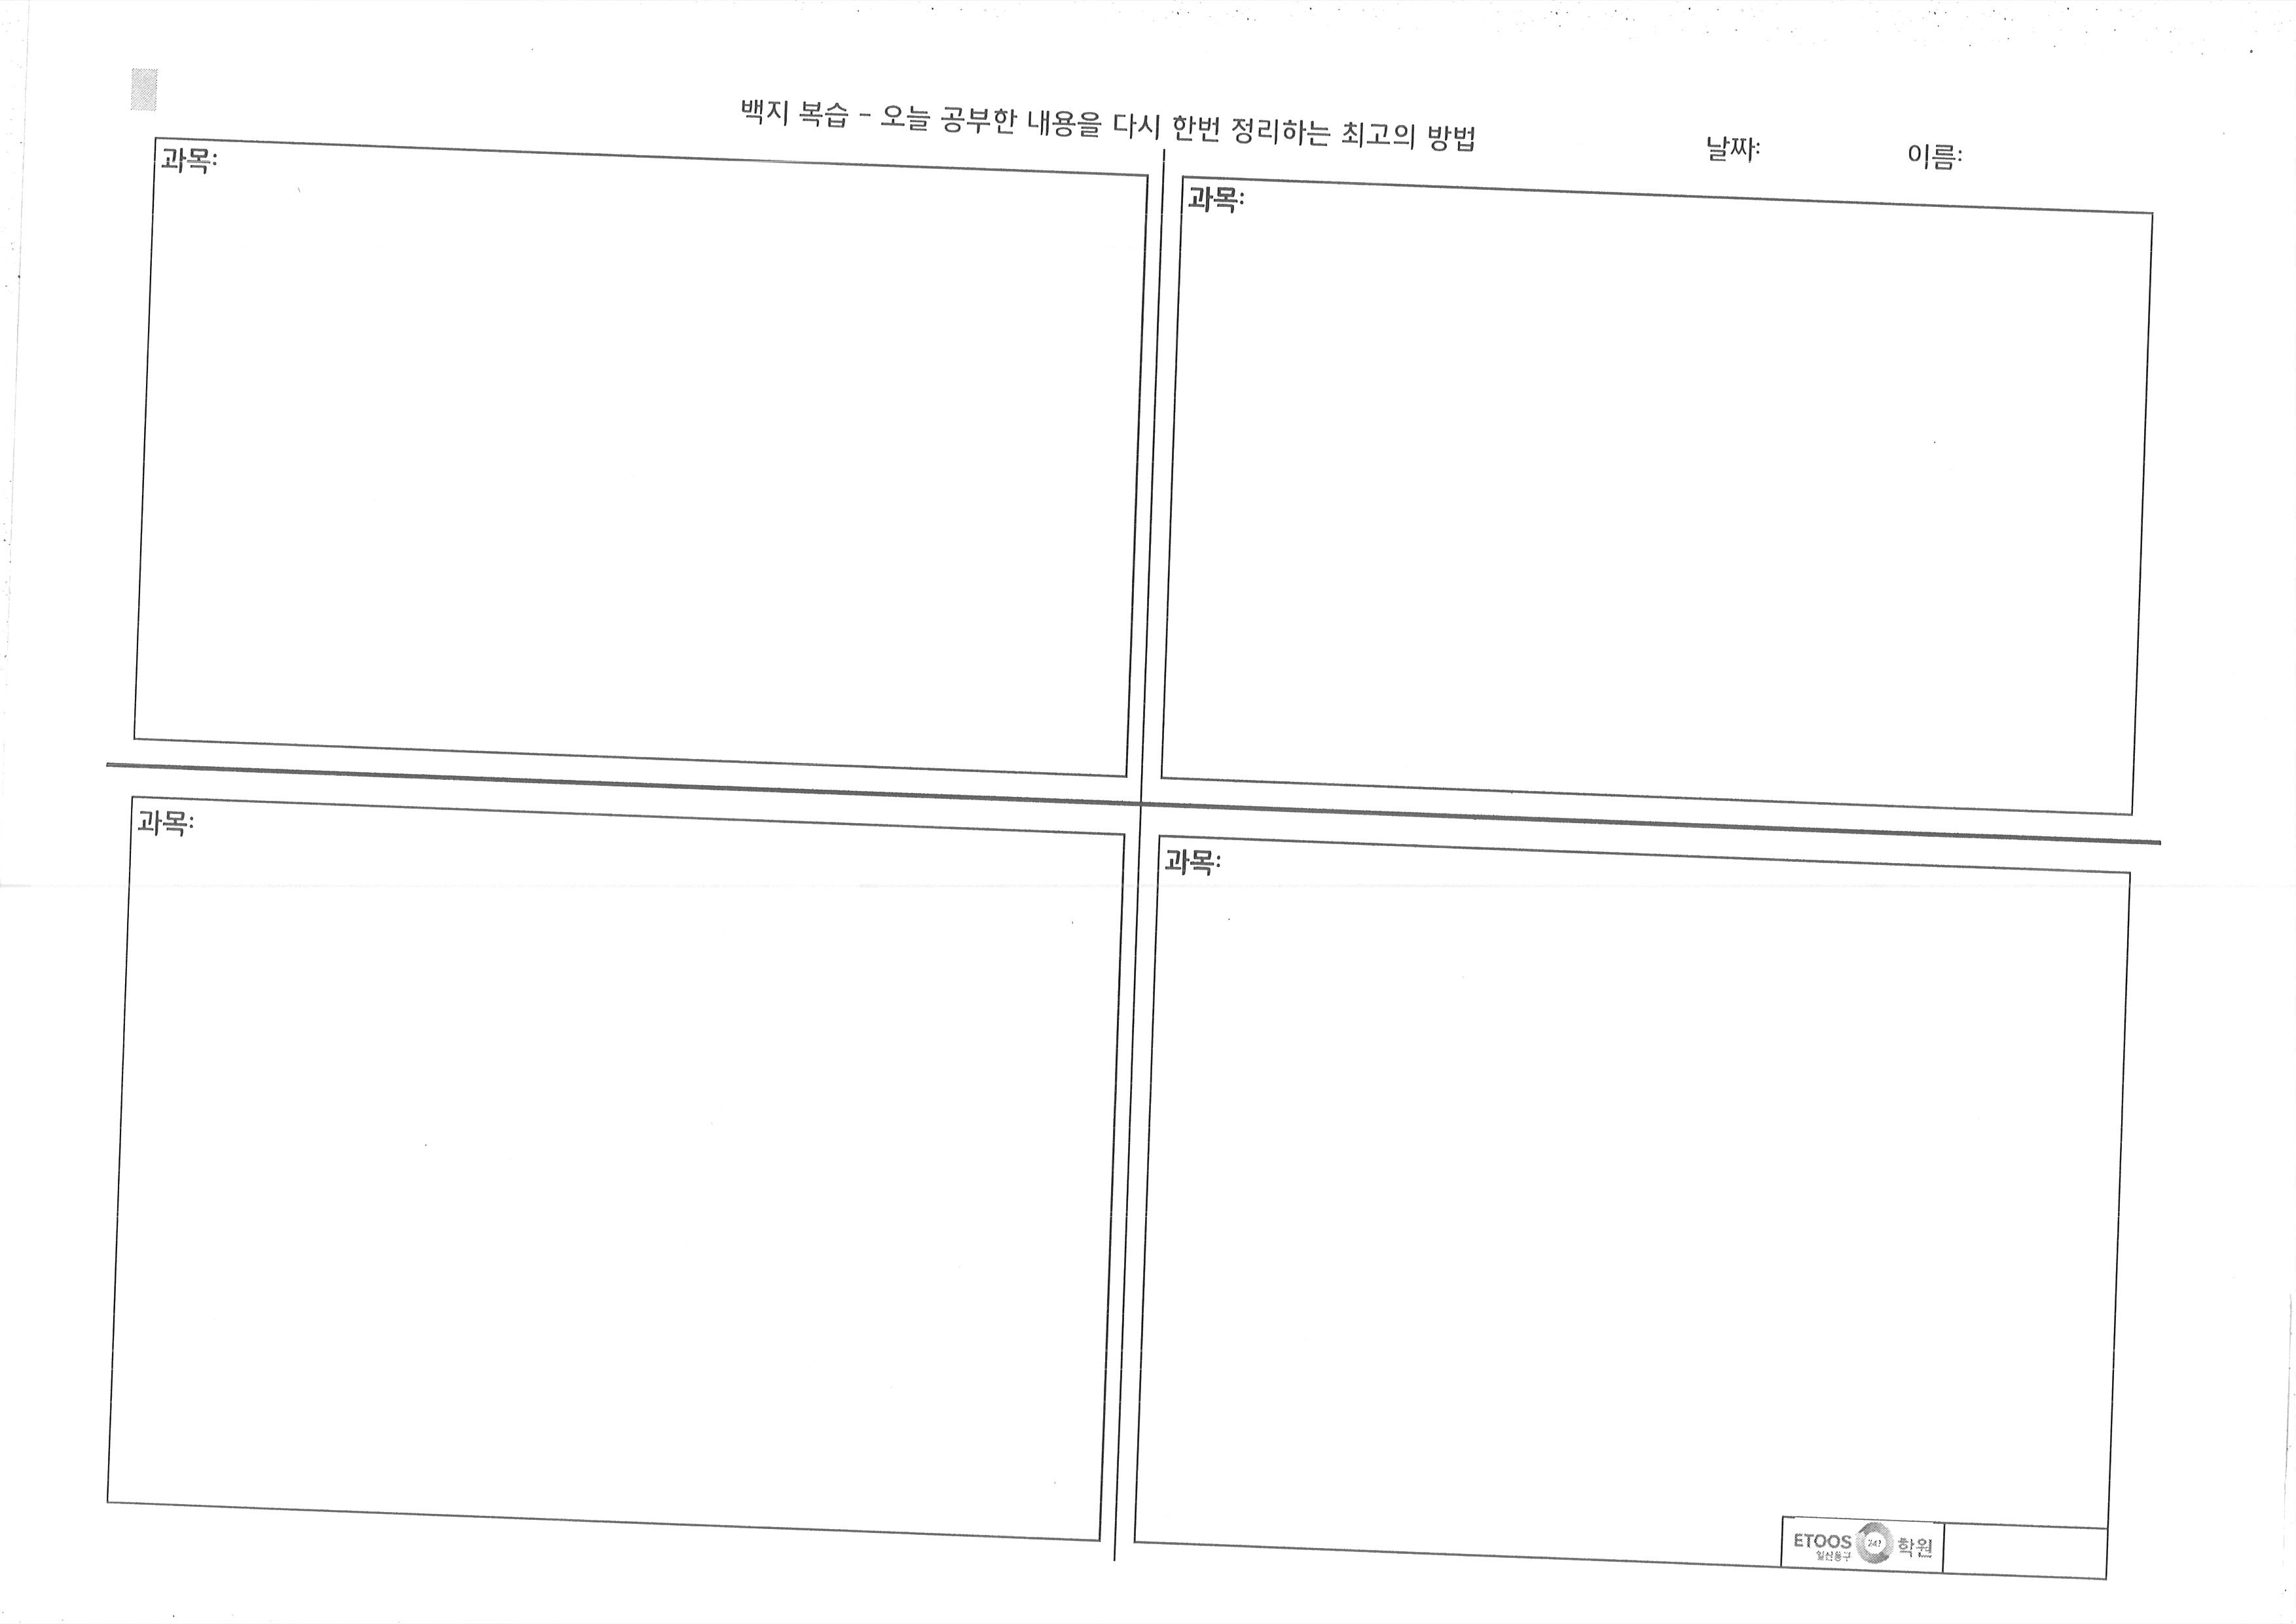 백지 복습 - 오늘 공부한 내용을 다시 한번 정리하는 최고의 방법
날짜: 이름:
과목:
과목:
과목:
과목:
ETOOS 247 학원
일산동구